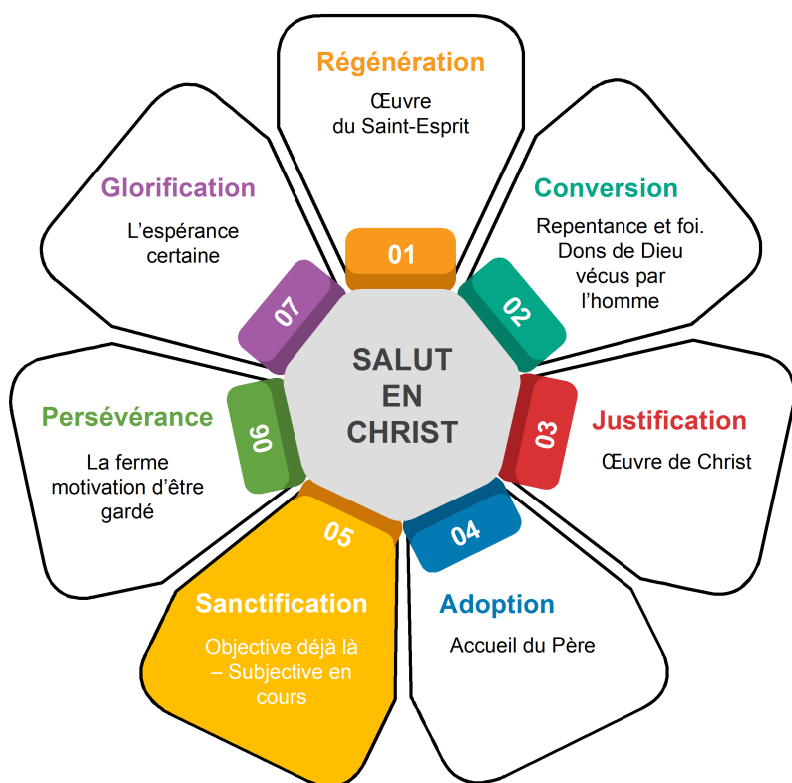 SALUT
EN
CHRIST
01
Régénération
Œuvre
du Saint-Esprit
02
Conversion
Repentance et foi.
Dons de Dieu
vécus par
l’homme
03
Justification
Œuvre de Christ
04
Adoption
Accueil du Père
05
Sanctification
Objective déjà là
– Subjective en
cours
06
Persévérance
La ferme
motivation d’être
gardé
07
Glorification
L’espérance
certaine